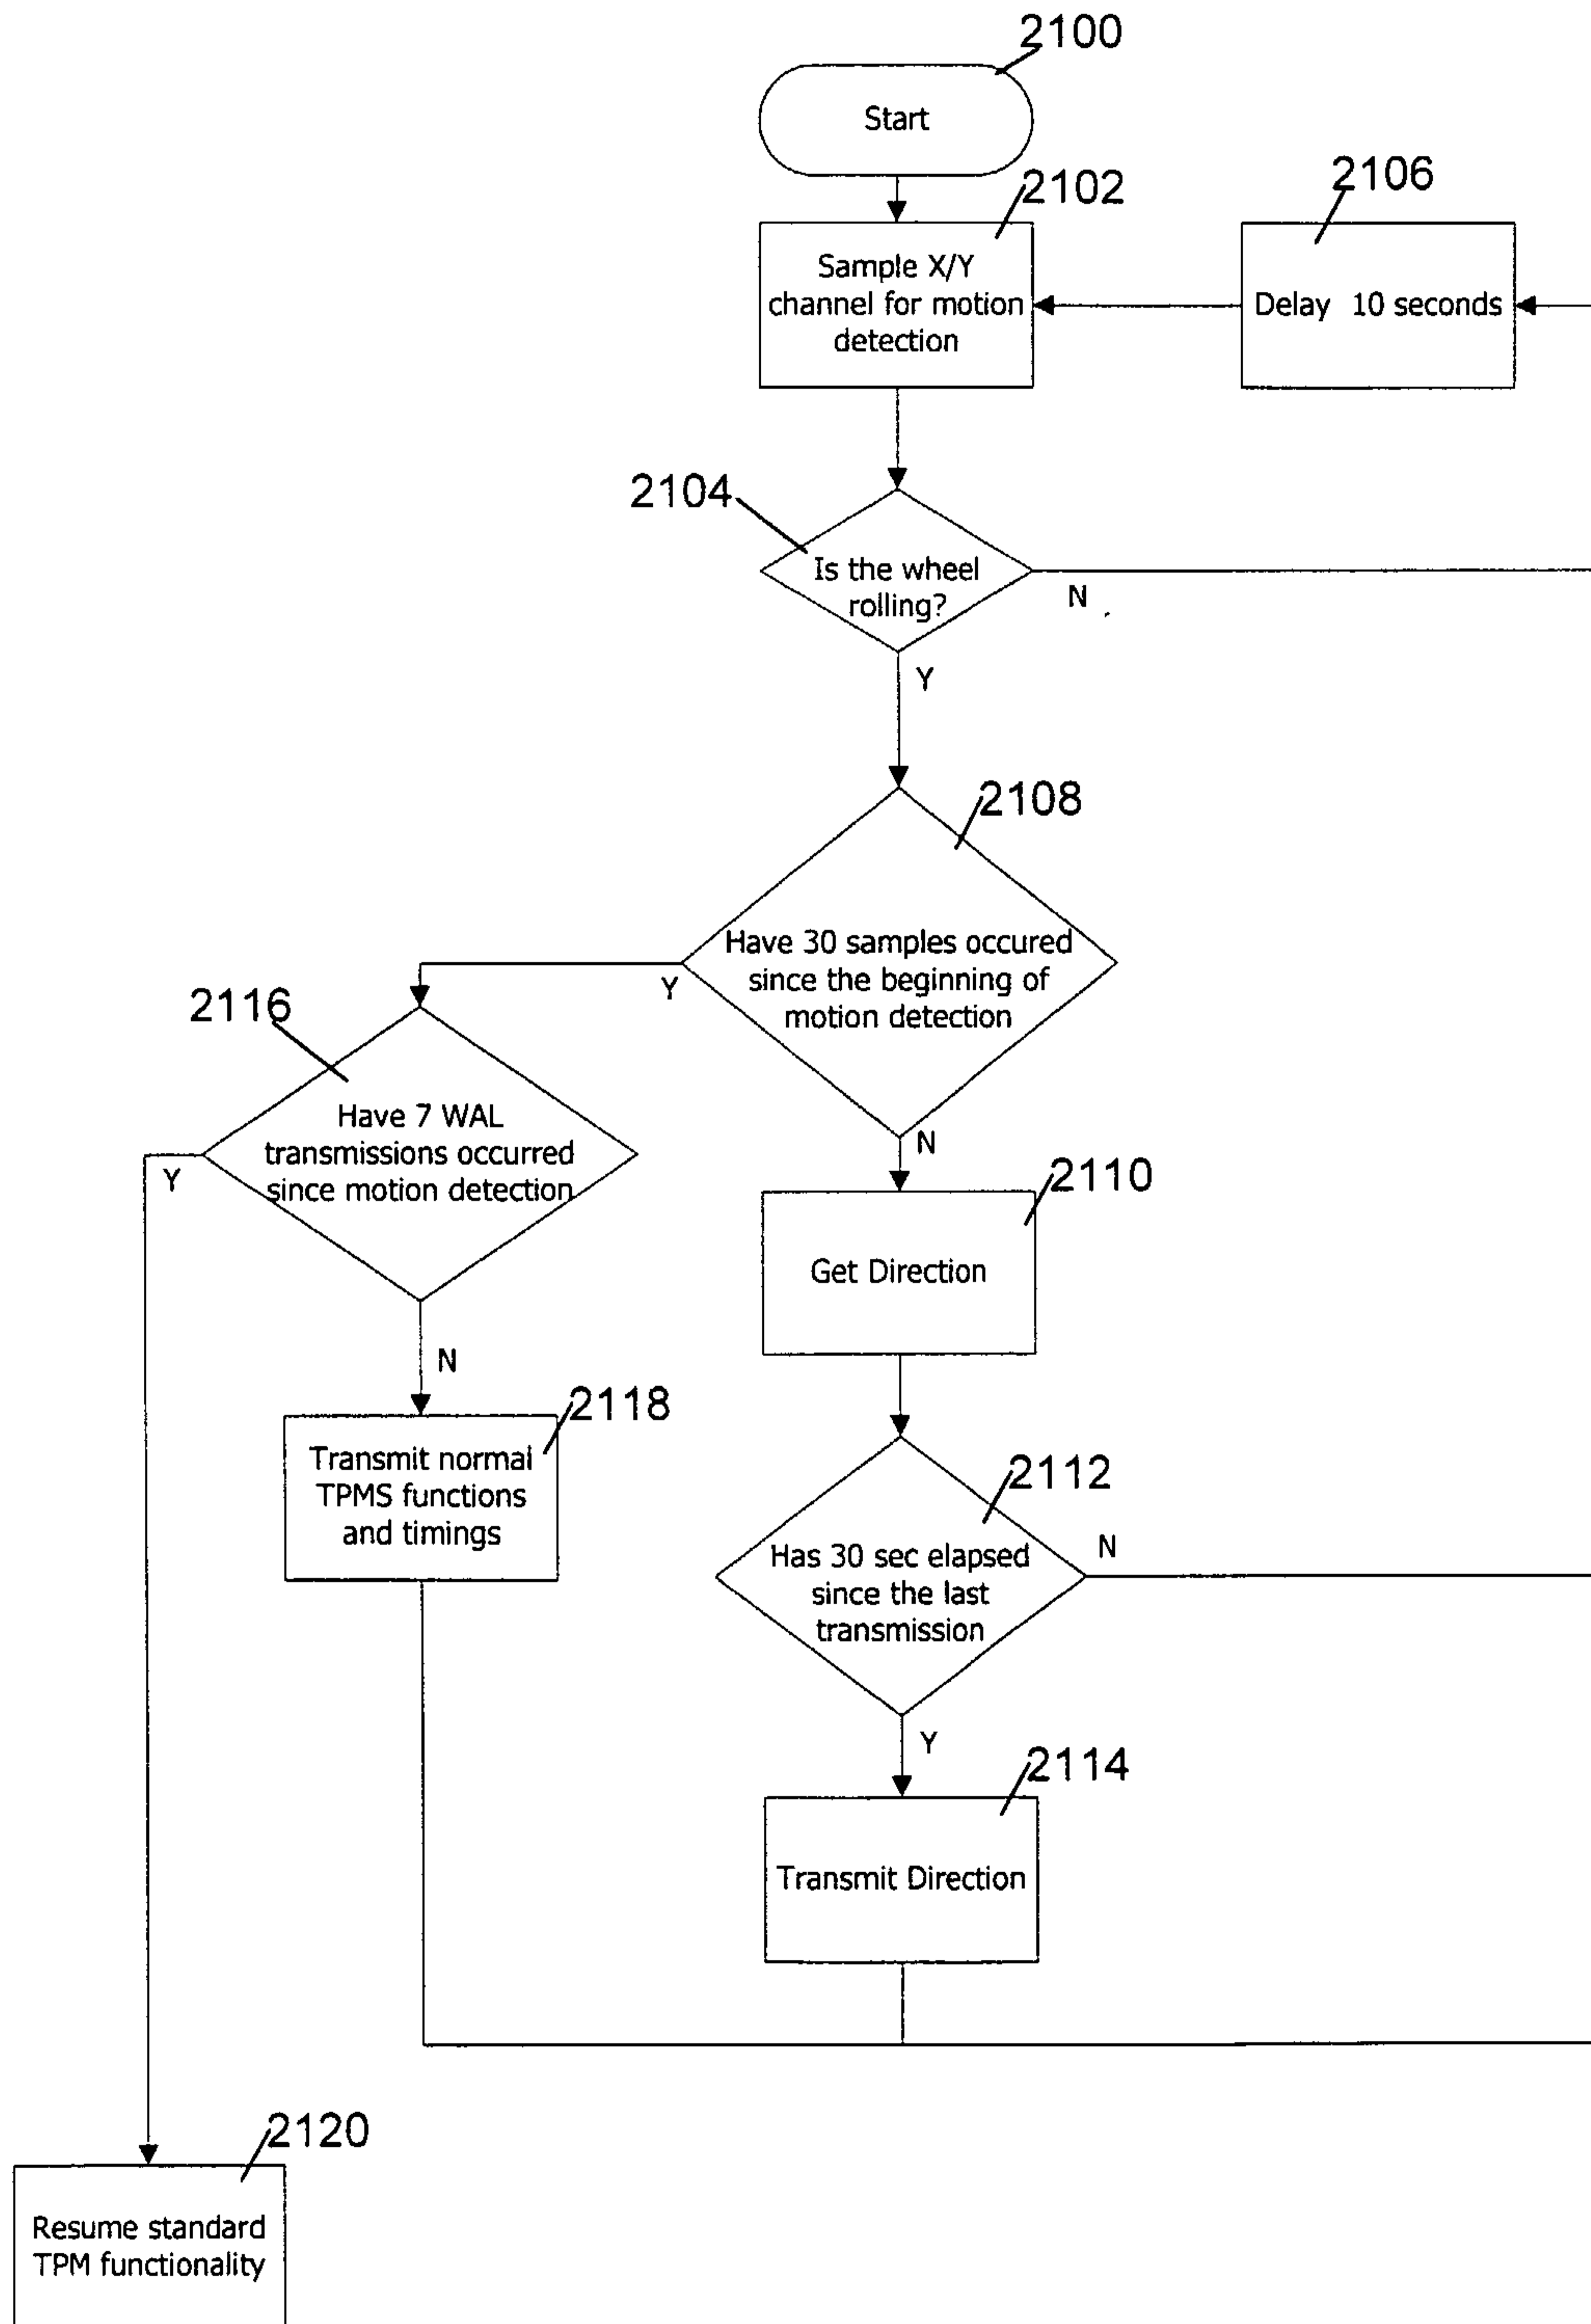 2100
Start
2102
Sample X/Y
channel for motion
detection
2106
Delay 10 seconds
2104
Is the wheel
rolling?
N
Y
2108
Have 30 samples occured
since the beginning of
motion detection
Y
N
2116
Have 7 WAL
transmissions occurred
since motion detection
Y
N
2110
Get Direction
2118
Transmit normal
TPMS functions
and timings
2112
Has 30 sec elapsed
since the last
transmission
N
Y
2114
Transmit Direction
2120
Resume standard
TPM functionality